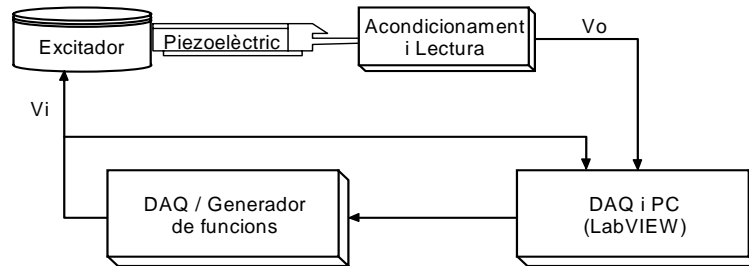 Excitador
Piezoelèctric
Acondicionament
i Lectura
Vo
Vi
DAQ / Generador
de funcions
DAQ i PC
(LabVIEW)